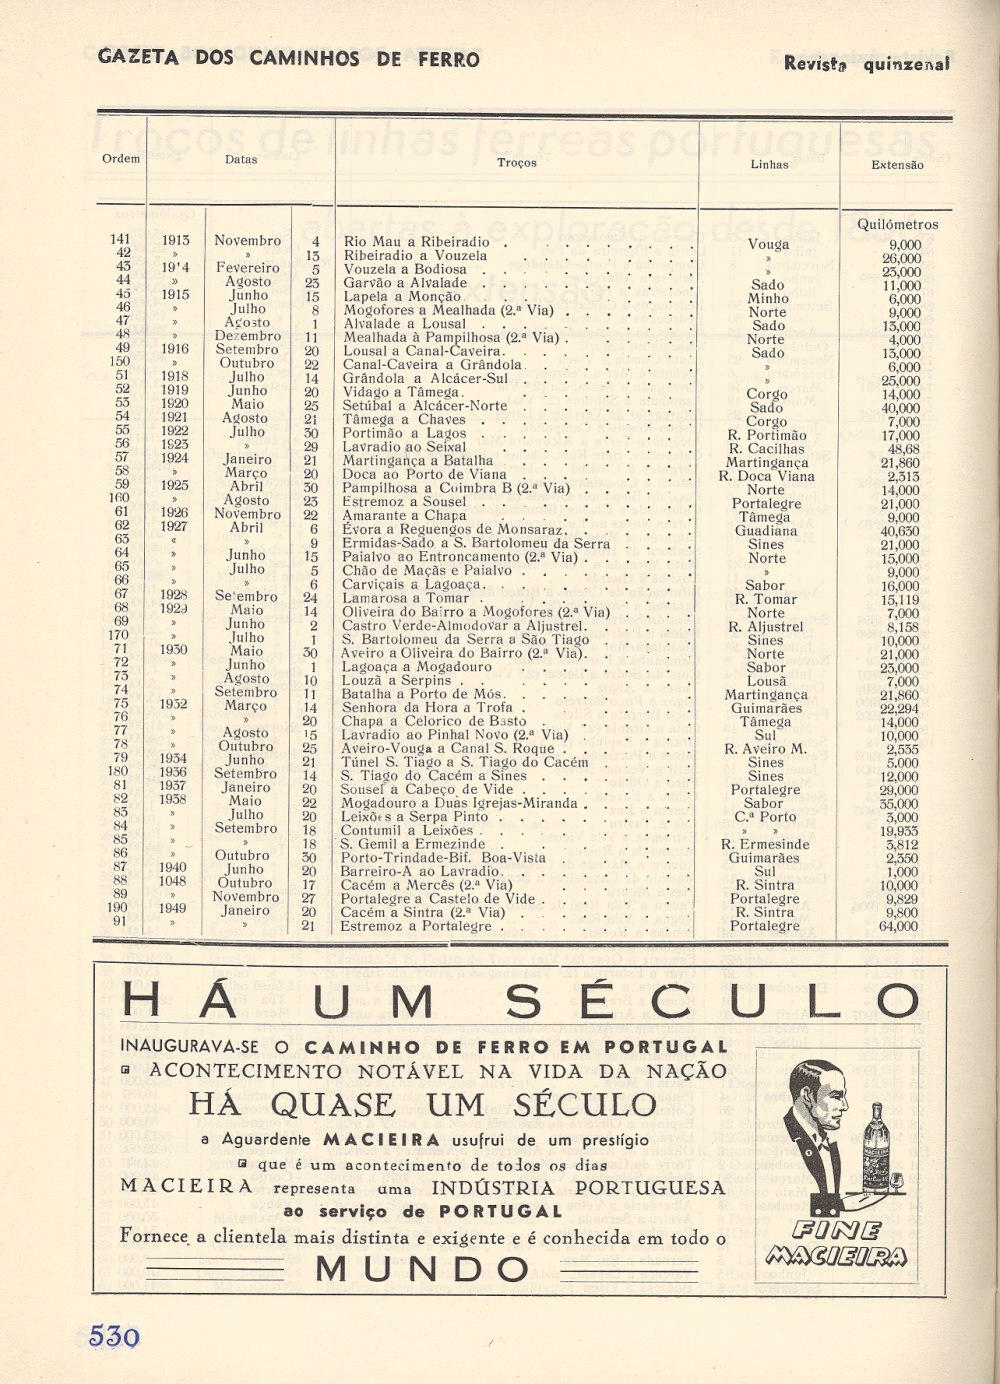 GAZETA DOS CAMINHOS DE FERRO
Revista quinzenal
Ordem Datas Troços Linhas Extensão
Quilómetros
141 1913 Novembro 4 Rio Mau a Ribeiradio . Vouga 9,000
42 » » 13 Ribeiradio a Vouzela » 26,000
43 19'4 Fevereiro 5 Vouzela a Bodiosa » 23,000
44 » Agosto 23 Garvão a Alvalade Sado 11,000
45 1915 Junho 15 Lapela a Monção Minho 6,000
46 » Julho 8 Mogofores a Mealhada (2.ª Via) Norte 9,000
47 » Agosto 1 Alvalade a Lousal Sado 13,000
48 » Dezembro 11 Mealhada à Pampilhosa (2.ª Via) Norte 4,000
49 1916 Setembro 20 Lousal a Canal-Caveira Sado 13,000
150 » Outubro 22 Canal-Caveira a Grândola » 6,000
51 1918 Julho 14 Grândola a Alcácer-Sul » 25,000
52 1919 Junho 20 Vidago a Tâmega Corgo 14,000
53 1920 Maio 25 Setúbal a Alcácer-Norte Sado 40,000
54 1921 Agosto 21 Tâmega a Chaves Corgo 7,000
55 1922 Julho 30 Portimão a Lagos R. Portimão 17,000
56 1923 » 29 Lavradio ao Seixal R. Cacilhas 48,68
57 1924 Janeiro 21 Martingança a Batalha Martingança 21,860
58 » Março 20 Doca ao Porto de Viana R. Doca Viana 2,313
59 1925 Abril 30 Pampilhosa a Coimbra B (2.ª Via) Norte 14,000
160 » Agosto 23 Estremoz a Sousel Portalegre 21,000
61 1926 Novembro 22 Amarante a Chapa Tâmega 9,000
62 1927 Abril 6 Évora a Reguengos de Monsaraz Guadiana 40,630
63 « » 9 Ermidas-Sado a S. Bartolomeu da Serra Sines 21,000
64 » Junho 15 Paialvo ao Entroncamento (2.ª Via) Norte 15,000
65 » Julho 5 Chão de Maçãs e Paialvo » 9,000
66 » » 6 Carviçais a Lagoaça Sabor 16,000
67 1928 Setembro 24 Lamarosa a Tomar R. Tomar 15,119
68 1929 Maio 14 Oliveira do Bairro a Mogofores (2.ª Via) Norte 7,000
69 » Junho 2 Castro Verde-Almodovar a Aljustrel R. Aljustrel 8,158
170 » Julho 1 S. Bartolomeu da Serra a São Tiago Sines 10,000
71 1930 Maio 30 Aveiro a Oliveira do Bairro (2.ª Via) Norte 21,000
72 » Junho 1 Lagoaça a Mogadouro Sabor 23,000
73 » Agosto 10 Louzã a Serpins Lousã 7,000
74 » Setembro 11 Batalha a Porto de Mós Martingança 21,860
75 1932 Março 14 Senhora da Hora a Trofa Guimarães 22,294
76 » » 20 Chapa a Celorico de Basto Tâmega 14,000
77 » Agosto 15 Lavradio ao Pinhal Novo (2.ª Via) Sul 10,000
78 » Outubro 25 Aveiro-Vouga a Canal S. Roque R. Aveiro M. 2,535
79 1934 Junho 21 Túnel S. Tiago a S. Tiago do Cacém Sines 5.000
180 1936 Setembro 14 S. Tiago do Cacém a Sines Sines 12,000
81 1937 Janeiro 20 Sousel a Cabeço de Vide Portalegre 29,000
82 1938 Maio 22 Mogadouro a Duas Igrejas-Miranda Sabor 35,000
83 » Julho 20 Leixões a Serpa Pinto C.ª Porto 3,000
84 » Setembro 18 Contumil a Leixões » » 19,933
85 » » 18 S. Gemil a Ermezinde R. Ermesinde 3,812
86 » Outubro 30 Porto-Trindade-Bif. Boa-Vista Guimarães 2,350
87 1940 Junho 20 Barreiro-A ao Lavradio Sul 1,000
88 1048 Outubro 17 Cacém a Mercês (2.ª Via) R. Sintra 10,000
89 » Novembro 27 Portalegre a Castelo de Vide Portalegre 9,829
190 1949 Janeiro 20 Cacém a Sintra (2.ª Via) R. Sintra 9,800
91 » » 21 Estremoz a Portalegre Portalegre 64,000
HÁ UM SÉCULO
INAUGURAVA-SE O CAMINHO DE FERRO EM PORTUGAL
ACONTECIMENTO NOTÁVEL NA VIDA DA NAÇÃO
HÁ QUASE UM SÉCULO
a Aguardente MACIEIRA usufrui de um prestígio
que é um acontecimento de todos os dias
MACIEIRA representa uma INDÚSTRIA PORTUGUESA
ao serviço de PORTUGAL
Fornece a clientela mais distinta e exigente e é conhecida em todo o
MUNDO
MACIEIRA
FINE
MACIEIRA
530